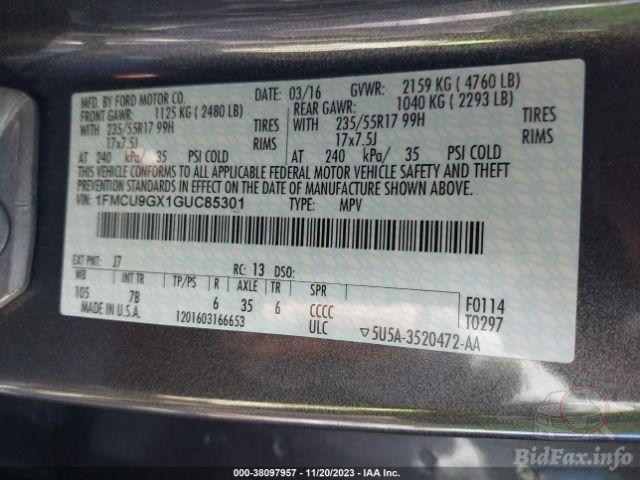 MFD. BY FORD MOTOR CO. DATE: 03/16 GVWR: 2159 KG ( 4760 LB)
FRONT GAWR: 1125 KG ( 2480 LB) REAR GAWR: 1040 KG ( 2293 LB)
WITH 235/55R17 99H TIRES WITH 235/55R17 99H TIRES
17x7.5J RIMS 17x7.5J RIMS
AT 240 kPa/ 35 PSI COLD AT 240 kPa/ 35 PSI COLD
THIS VEHICLE CONFORMS TO ALL APPLICABLE FEDERAL MOTOR VEHICLE SAFETY AND THEFT
PREVENTION STANDARDS IN EFFECT ON THE DATE OF MANUFACTURE SHOWN ABOVE.
VIN: 1FMCU9GX1GUC85301 TYPE: MPV
EXT PNT: J7 RC: 13 DSO:
WB INT TR TP/PS R AXLE TR SPR
105 7B 6 35 6 CCCC F0114
MADE IN U.S.A. 1201603166653 ULC T0297
▽5U5A-3520472-AA
BidFax.info
000-38097957 - 11/20/2023 - IAA Inc.